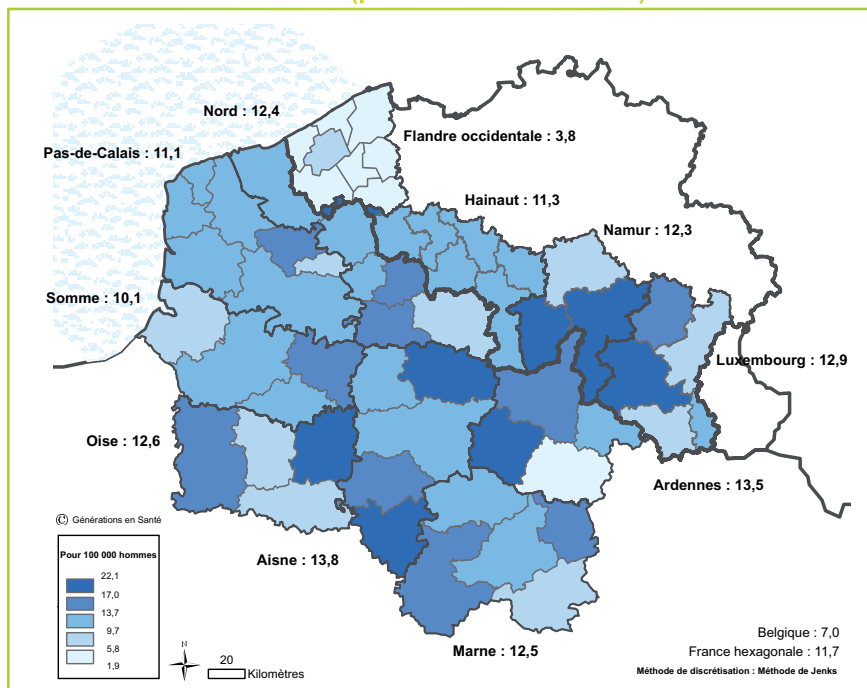 Nord : 12,4
Flandre occidentale : 3,8
Pas-de-Calais : 11,1
Hainaut : 11,3
Namur : 12,3
Somme : 10,1
Luxembourg : 12,9
Oise : 12,6
Ardennes : 13,5
© Générations en Santé
Aisne : 13,8
Pour 100 000 hommes
22,1
17,0
13,7
9,7
5,8
1,9
N
20
Kilomètres
Marne : 12,5
Belgique : 7,0
France hexagonale : 11,7
Méthode de discrétisation : Méthode de Jenks